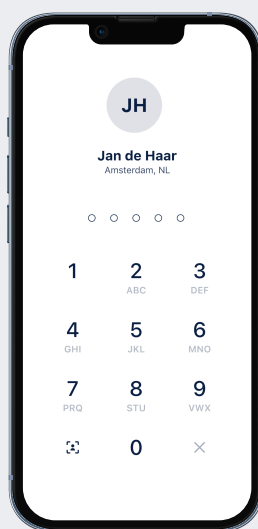 JH
Jan de Haar
Amsterdam, NL
1 2 3
ABC DEF
4 5 6
GHI JKL MNO
7 8 9
PRQ STU VWX
0